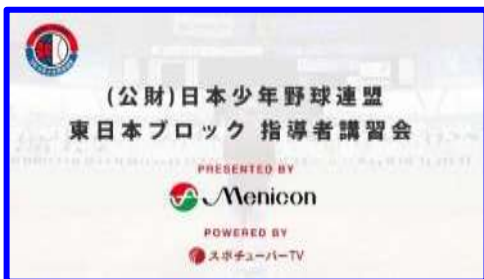 (公財)日本少年野球連盟
東日本ブロック 指導者講習会
PRESENTED BY
Menicon
POWERED BY
スポチューバーTV